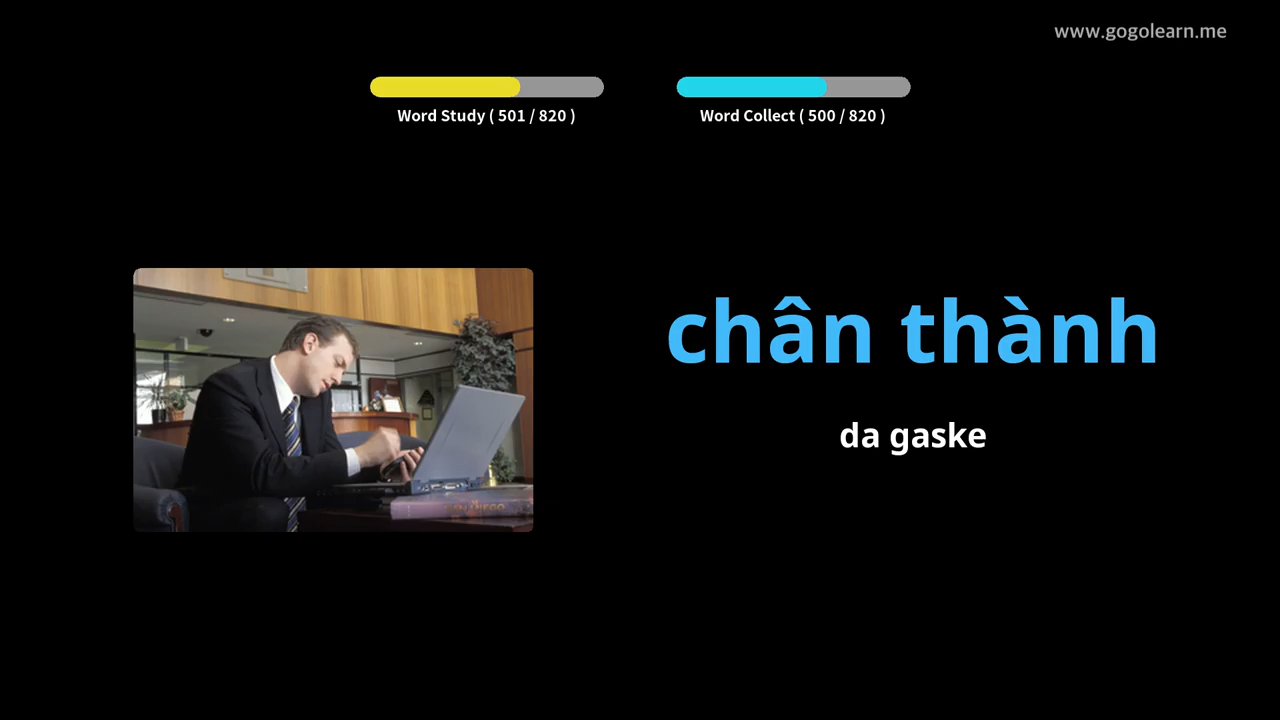 www.gogolearn.me
Word Study ( 501 / 820 )
Word Collect ( 500 / 820 )
chân thành
da gaske